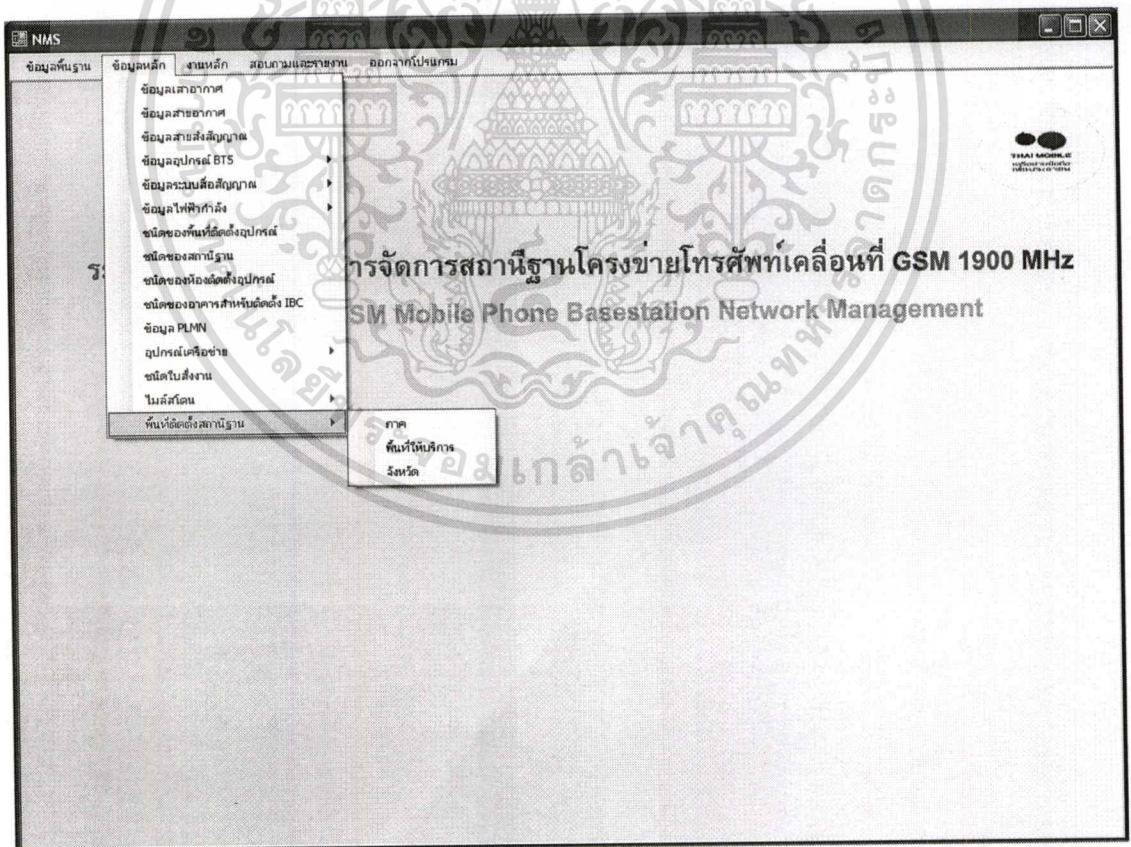 NMS
ข้อมูลพื้นฐาน ข้อมูลหลัก งานหลัก สอบถามและรายงาน ออกจากโปรแกรม
ข้อมูลเสาอากาศ
ข้อมูลสายอากาศ
ข้อมูลสายส่งสัญญาณ
ข้อมูลอุปกรณ์ BTS
ข้อมูลระบบสื่อสัญญาณ
ข้อมูลไฟฟ้ากำลัง
ชนิดของพื้นที่ติดตั้งอุปกรณ์
ชนิดของสถานีฐาน
ชนิดของห้องติดตั้งอุปกรณ์
ชนิดของอาคารสำหรับติดตั้ง IBC
ข้อมูล PLMN
อุปกรณ์เครือข่าย
ชนิดใบสั่งงาน
ไมล์สโตน
พื้นที่ติดตั้งสถานีฐาน
ภาค
พื้นที่ให้บริการ
จังหวัด
THAI MOBILE
ารจัดการสถานีฐานโครงข่ายโทรศัพท์เคลื่อนที่ GSM 1900 MHz
SM Mobile Phone Basestation Network Management